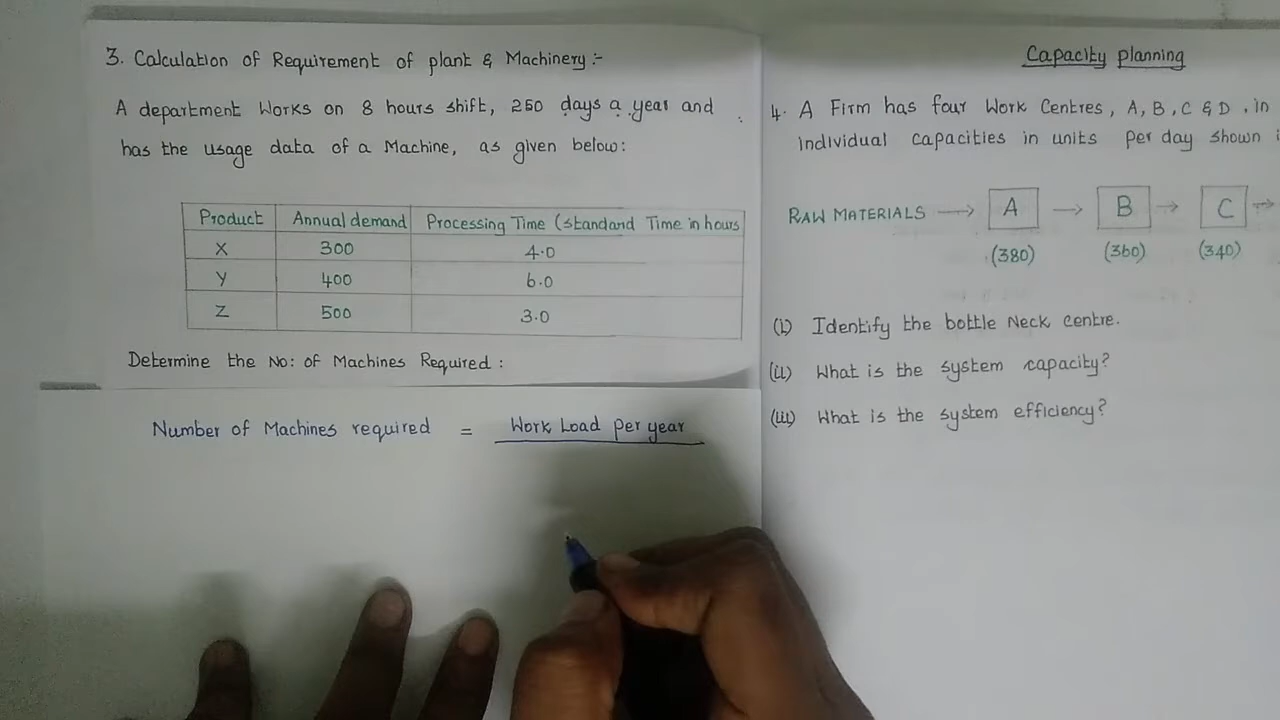 3. Calculation of Requirement of plant & Machinery :-
A department Works on 8 hours shift, 250 days a year and
has the usage data of a Machine, as given below:
Product Annual demand Processing Time (standand Time in hours
X 300 4.0
Y 400 6.0
Z 500 3.0
Determine the No: of Machines Required :
Number of Machines required = Work Load per year
Capacity planning
4. A Firm has four Work Centres, A, B, C & D, in
individual capacities in units per day shown
RAW MATERIALS → A → B → C →
(380) (360) (340)
(i) Identify the bottle Neck centre.
(ii) What is the system capacity?
(iii) What is the system efficiency?